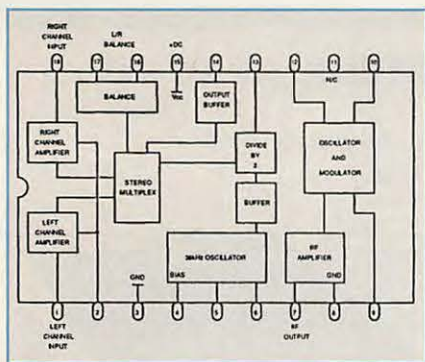 RIGHT CHANNEL INPUT
L/R BALANCE
+DC
18 17 16 15 14 13 12 11 10
N/C
Vcc
BALANCE
OUTPUT BUFFER
RIGHT CHANNEL AMPLIFIER
STEREO MULTIPLEX
DIVIDE BY 2
OSCILLATOR AND MODULATOR
BUFFER
LEFT CHANNEL AMPLIFIER
38kHz OSCILLATOR
BIAS
RF AMPLIFIER
GND
GND
1 2 3 4 5 6 7 8 9
LEFT CHANNEL INPUT
RF OUTPUT